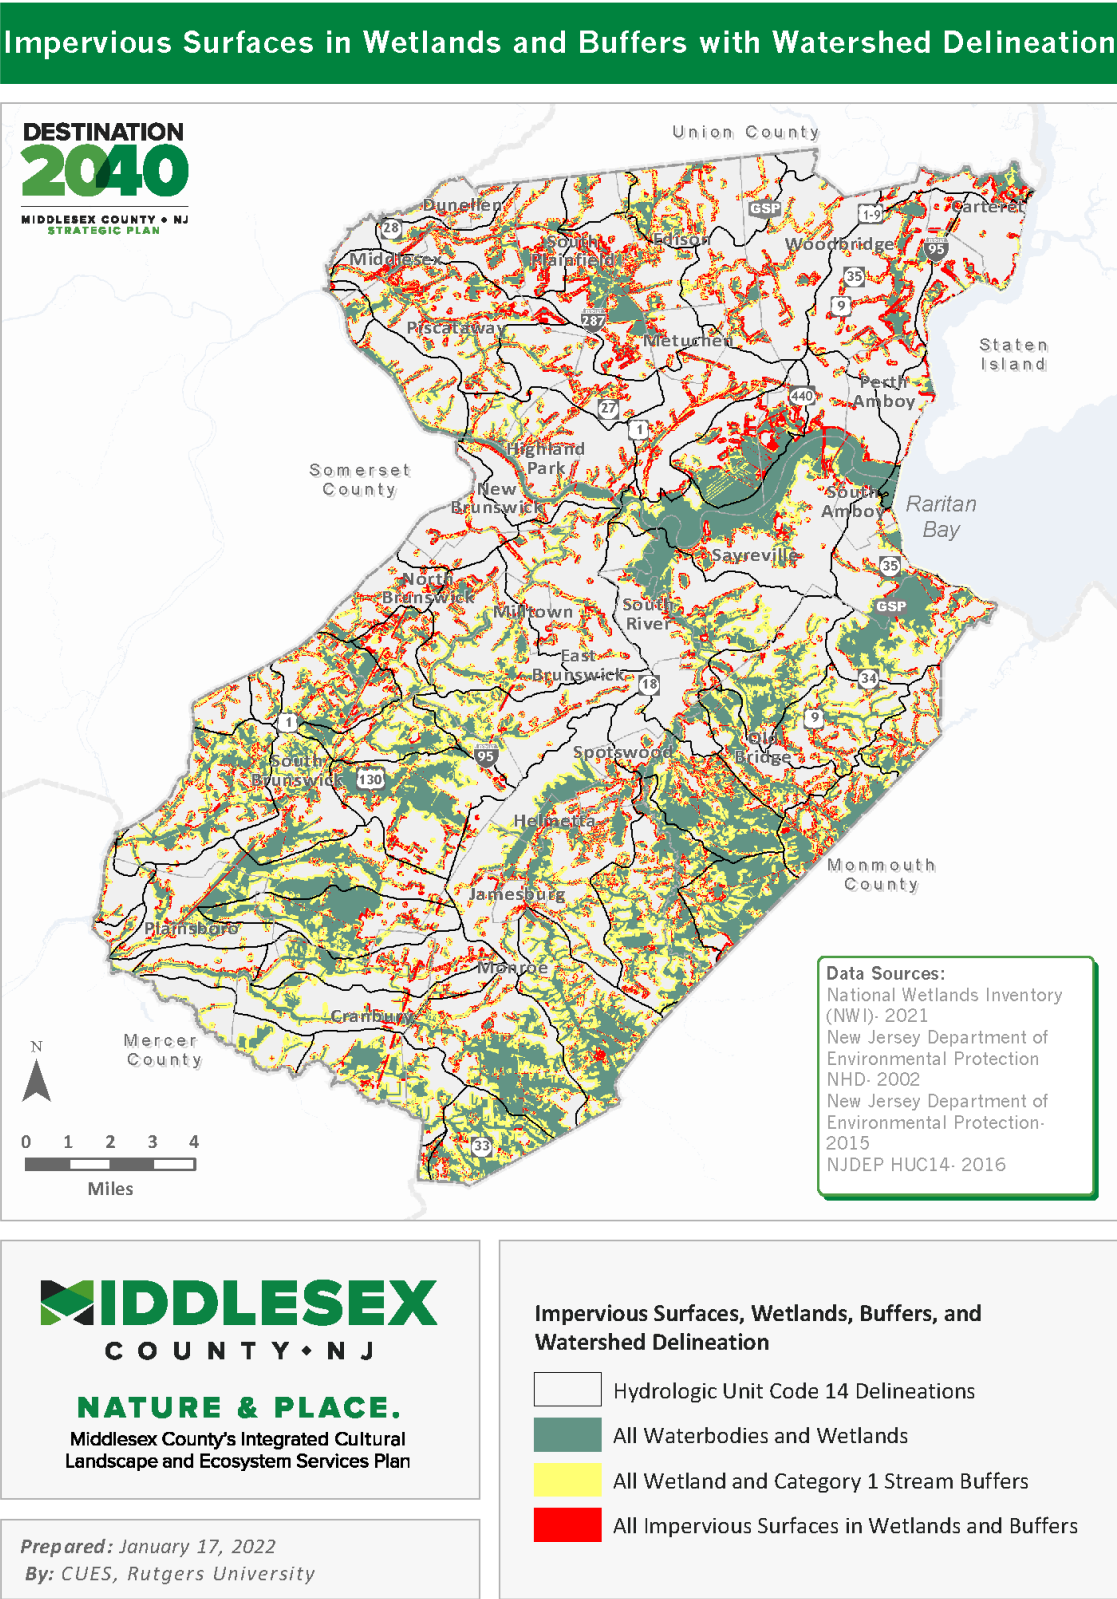 Impervious Surfaces in Wetlands and Buffers with Watershed Delineation
DESTINATION
2040
MIDDLESEX COUNTY • NJ
STRATEGIC PLAN
Union County
Dunellen
28
Middlesex
South
Plainfield
Edison
GSP
1-9
Carteret
Woodbridge
95
35
9
Piscataway
287
Metuchen
Staten
Island
Perth
Amboy
440
27
1
Highland
Park
Somerset
County
New
Brunswick
South
Amboy
Raritan
Bay
Sayreville
35
North
Brunswick
Milltown
South
River
GSP
East
Brunswick
18
34
1
9
95
Spotswood
Old
Bridge
South
Brunswick
130
Helmetta
Monmouth
County
Jamesburg
Plainsboro
Monroe
Cranbury
Mercer
County
33
N
0 1 2 3 4
Miles
Data Sources:
National Wetlands Inventory
(NWI)- 2021
New Jersey Department of
Environmental Protection
NHD- 2002
New Jersey Department of
Environmental Protection-
2015
NJDEP HUC14- 2016
MIDDLESEX
COUNTY • NJ
NATURE & PLACE.
Middlesex County's Integrated Cultural
Landscape and Ecosystem Services Plan
Prepared: January 17, 2022
By: CUES, Rutgers University
Impervious Surfaces, Wetlands, Buffers, and
Watershed Delineation
Hydrologic Unit Code 14 Delineations
All Waterbodies and Wetlands
All Wetland and Category 1 Stream Buffers
All Impervious Surfaces in Wetlands and Buffers